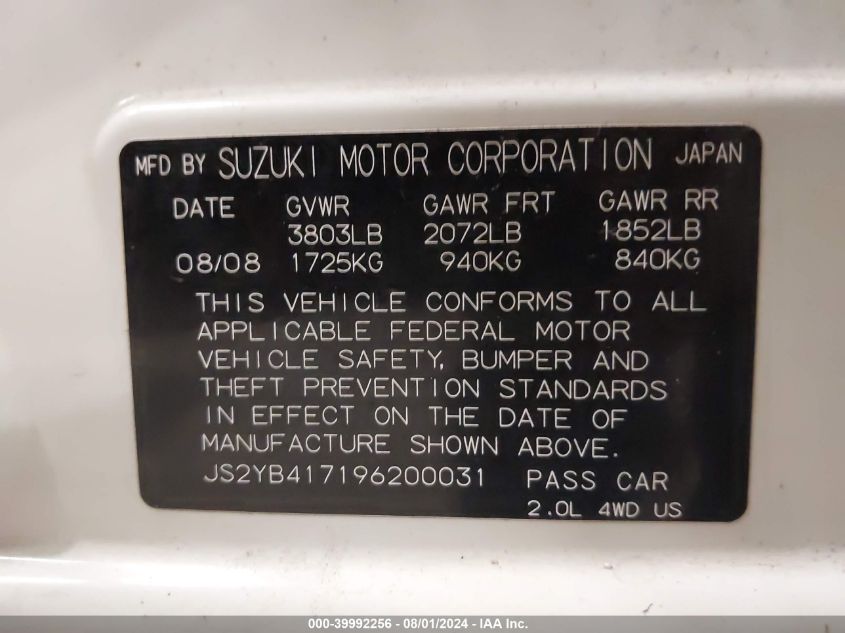 MFD BY SUZUKI MOTOR CORPORATION JAPAN
DATE GVWR GAWR FRT GAWR RR
3803LB 2072LB 1852LB
08/08 1725KG 940KG 840KG
THIS VEHICLE CONFORMS TO ALL
APPLICABLE FEDERAL MOTOR
VEHICLE SAFETY, BUMPER AND
THEFT PREVENTION STANDARDS
IN EFFECT ON THE DATE OF
MANUFACTURE SHOWN ABOVE.
JS2YB417196200031 PASS CAR
2.0L 4WD US
000-39992256 - 08/01/2024 - IAA Inc.